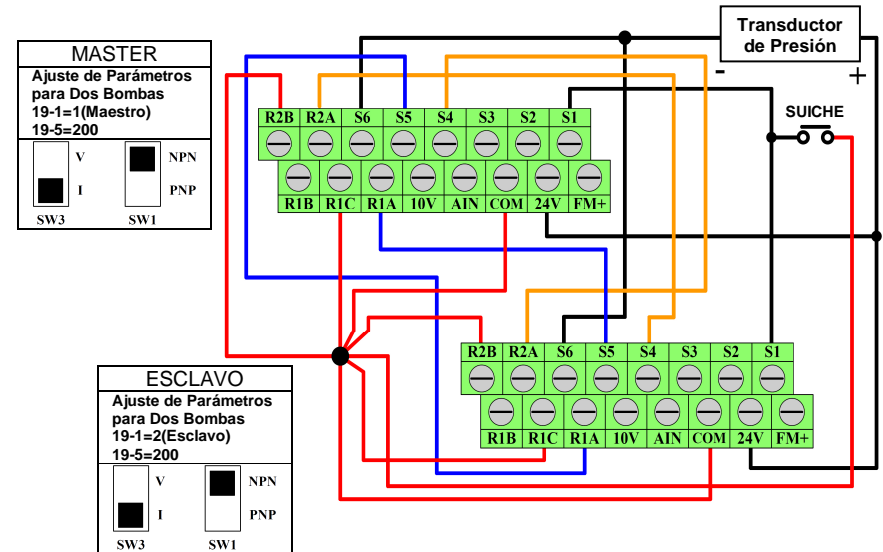 MASTER
Ajuste de Parámetros
para Dos Bombas
19-1=1(Maestro)
19-5=200
V
I
SW3
NPN
PNP
SW1
Transductor
de Presión
- +
SUICHE
R2B R2A S6 S5 S4 S3 S2 S1
R1B R1C R1A 10V AIN COM 24V FM+
R2B R2A S6 S5 S4 S3 S2 S1
R1B R1C R1A 10V AIN COM 24V FM+
ESCLAVO
Ajuste de Parámetros
para Dos Bombas
19-1=2(Esclavo)
19-5=200
V
I
SW3
NPN
PNP
SW1